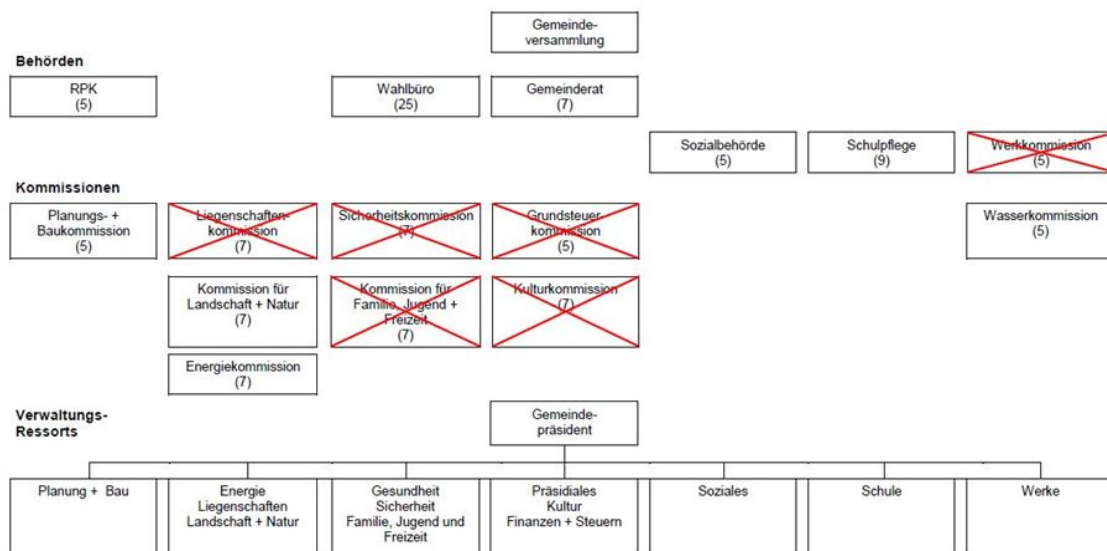 Gemeinde-
versammlung
Behörden
RPK
(5)
Wahlbüro
(25)
Gemeinderat
(7)
Sozialbehörde
(5)
Schulpflege
(9)
Werkkommission
(5)
Kommissionen
Planungs- +
Baukommission
(5)
Liegenschaften-
kommission
(7)
Sicherheitskommission
(7)
Grundsteuer-
kommission
(5)
Wasserkommission
(5)
Kommission für
Landschaft + Natur
(7)
Kommission für
Familie, Jugend +
Freizeit
(7)
Kulturkommission
(7)
Energiekommission
(7)
Verwaltungs-
Ressorts
Gemeinde-
präsident
Planung + Bau
Energie
Liegenschaften
Landschaft + Natur
Gesundheit
Sicherheit
Familie, Jugend und
Freizeit
Präsidiales
Kultur
Finanzen + Steuern
Soziales
Schule
Werke